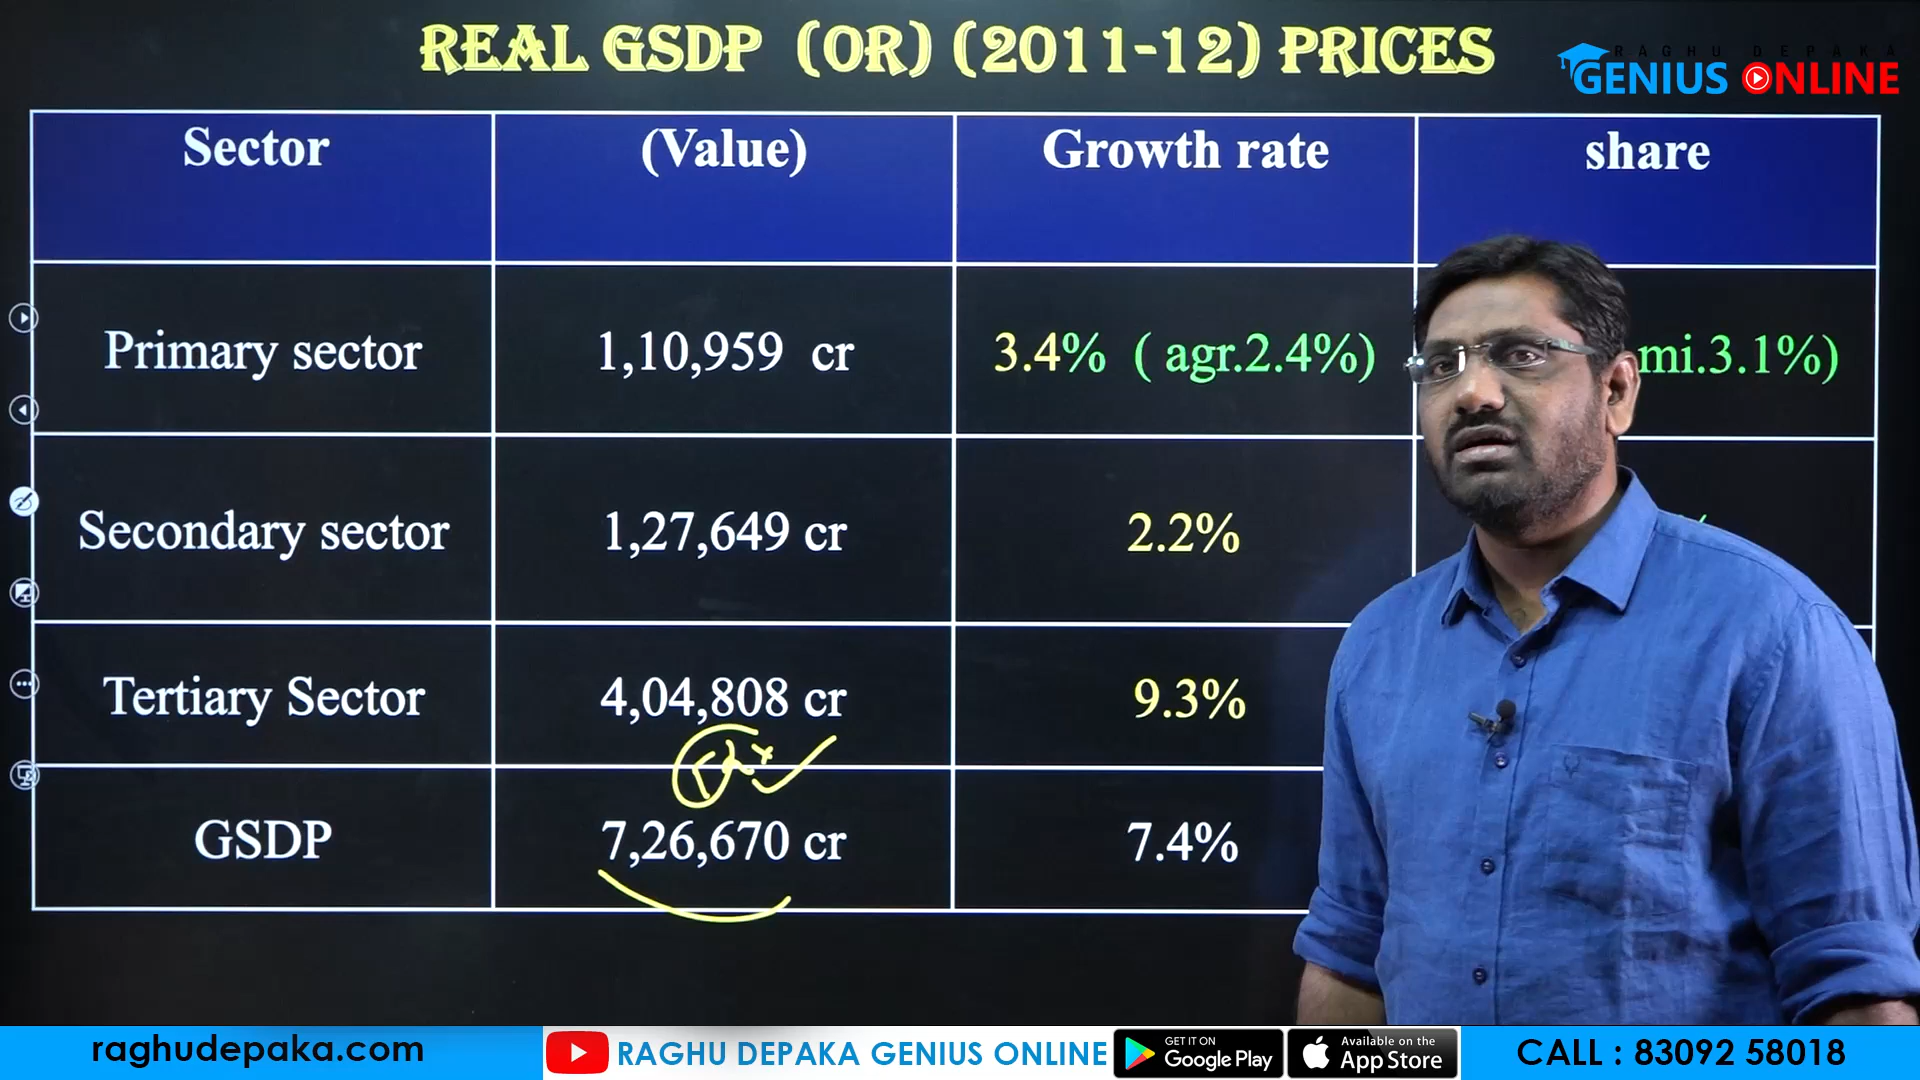 REAL GSDP (OR) (2011-12) PRICES
RAGHU DEPAKA
GENIUS ONLINE
Sector (Value) Growth rate share
Primary sector 1,10,959 cr 3.4% ( agr.2.4%) mi.3.1%)
Secondary sector 1,27,649 cr 2.2%
Tertiary Sector 4,04,808 cr 9.3%
GSDP 7,26,670 cr 7.4%
raghudepaka.com
RAGHU DEPAKA GENIUS ONLINE
GET IT ON
Google Play
Available on the
App Store
CALL : 83092 58018